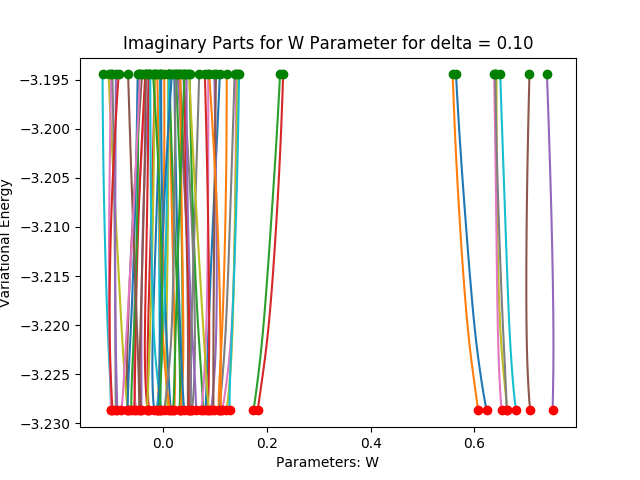 Imaginary Parts for W Parameter for delta = 0.10
Variational Energy
−3.195
−3.200
−3.205
−3.210
−3.215
−3.220
−3.225
−3.230
0.0 0.2 0.4 0.6
Parameters: W